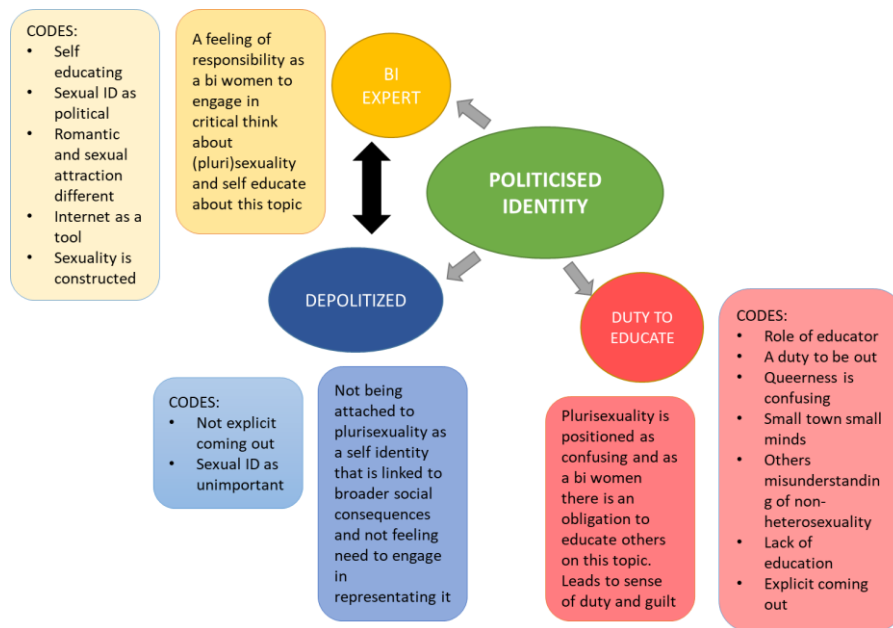 CODES:
• Self
educating
• Sexual ID as
political
• Romantic
and sexual
attraction
different
• Internet as a
tool
• Sexuality is
constructed
A feeling of
responsibility as
a bi women to
engage in
critical think
about
(pluri)sexuality
and self educate
about this topic
BI
EXPERT
POLITICISED
IDENTITY
DEPOLITIZED
DUTY TO
EDUCATE
CODES:
• Not explicit
coming out
• Sexual ID as
unimportant
Not being
attached to
plurisexuality as
a self identity
that is linked to
broader social
consequences
and not feeling
need to engage
in
representating it
Plurisexuality is
positioned as
confusing and as
a bi women
there is an
obligation to
educate others
on this topic.
Leads to sense
of duty and guilt
CODES:
• Role of educator
• A duty to be out
• Queerness is
confusing
• Small town small
minds
• Others
misunderstandin
g of non-
heterosexuality
• Lack of
education
• Explicit coming
out